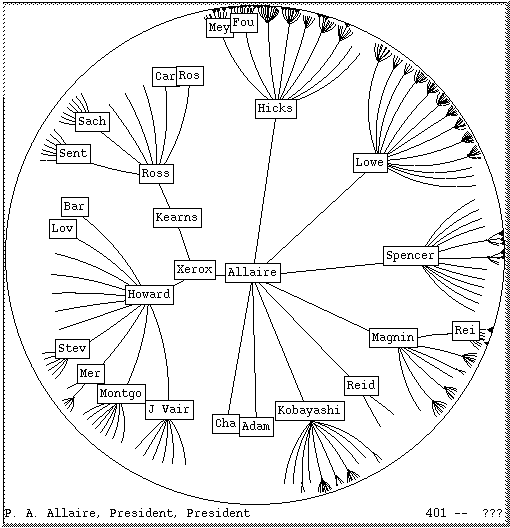 Mey Fou
Hicks
Car Ros
Sach
Sent
Lowe
Ross
Bar
Kearns
Lov
Spencer
Xerox Allaire
Howard
Rei
Magnin
Stev
Mer
Reid
Montgo
J Vair
Kobayashi
Cha Adam
P. A. Allaire, President, President 401 -- ???